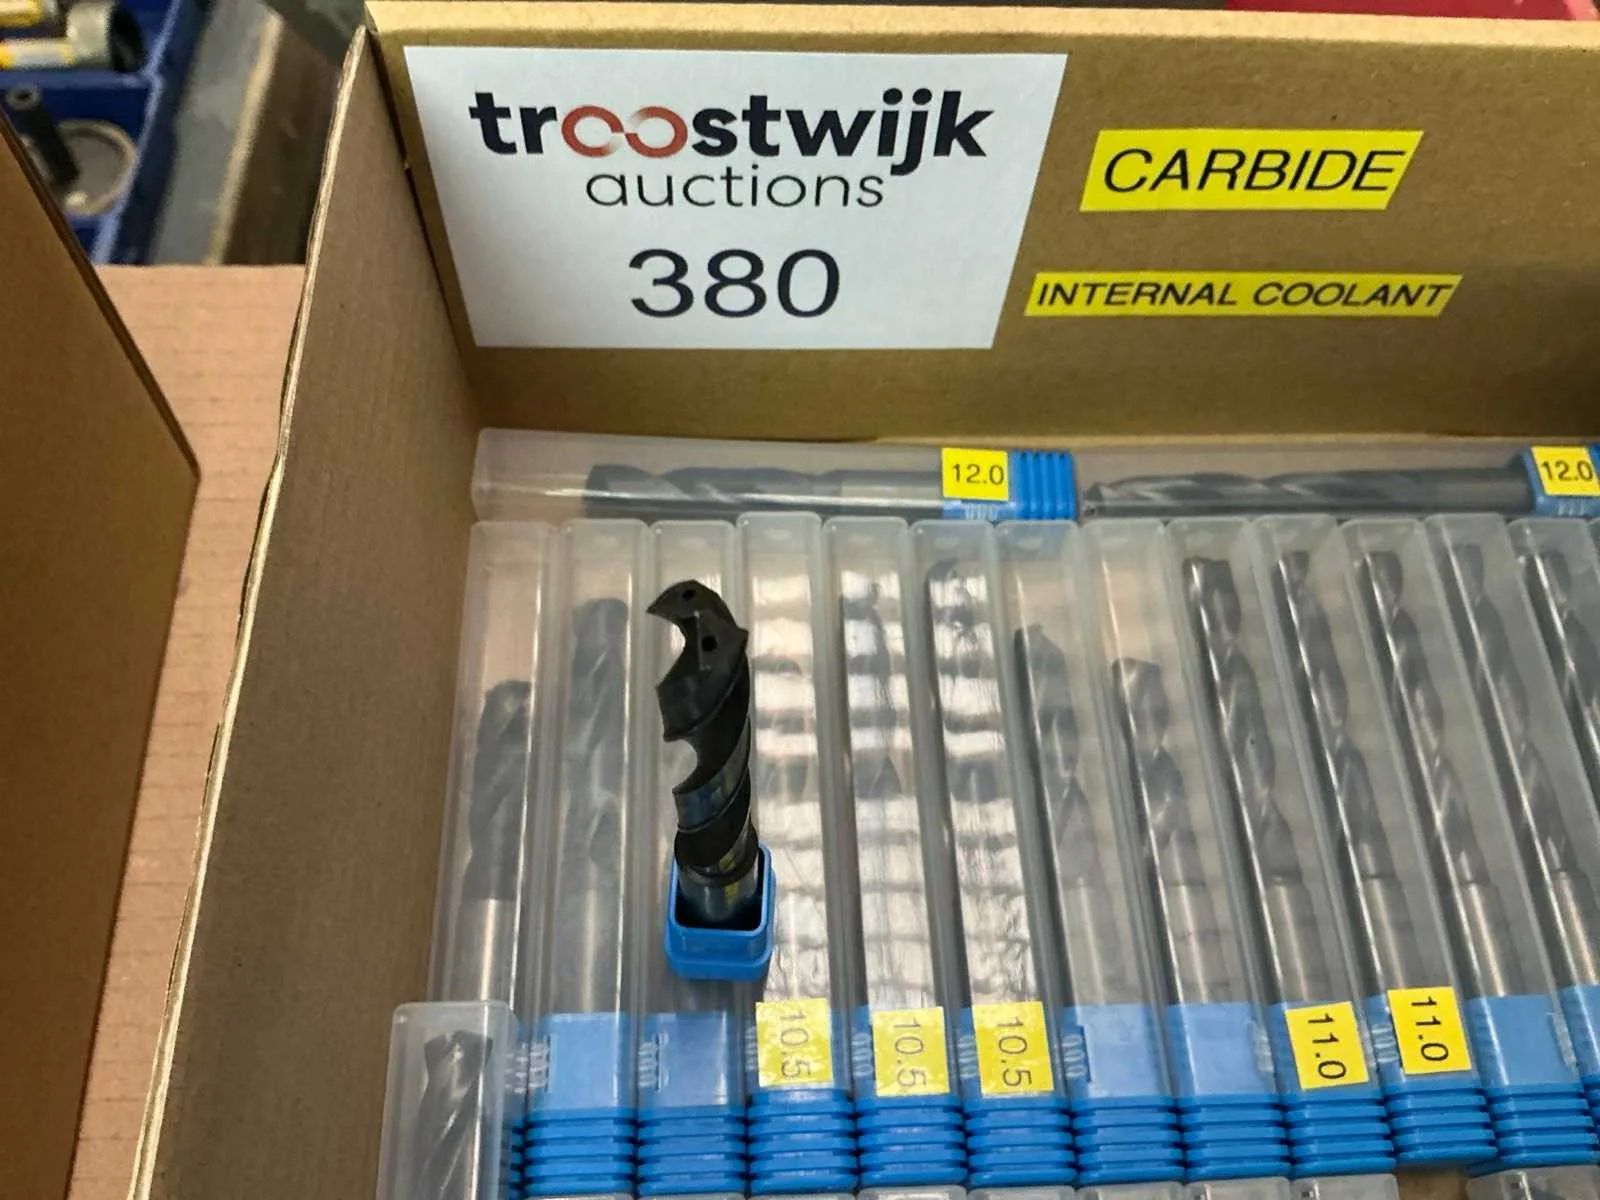 troostwijk
auctions
380
CARBIDE
INTERNAL COOLANT
12.0
12.0
10.5
10.5
10.5
11.0
11.0